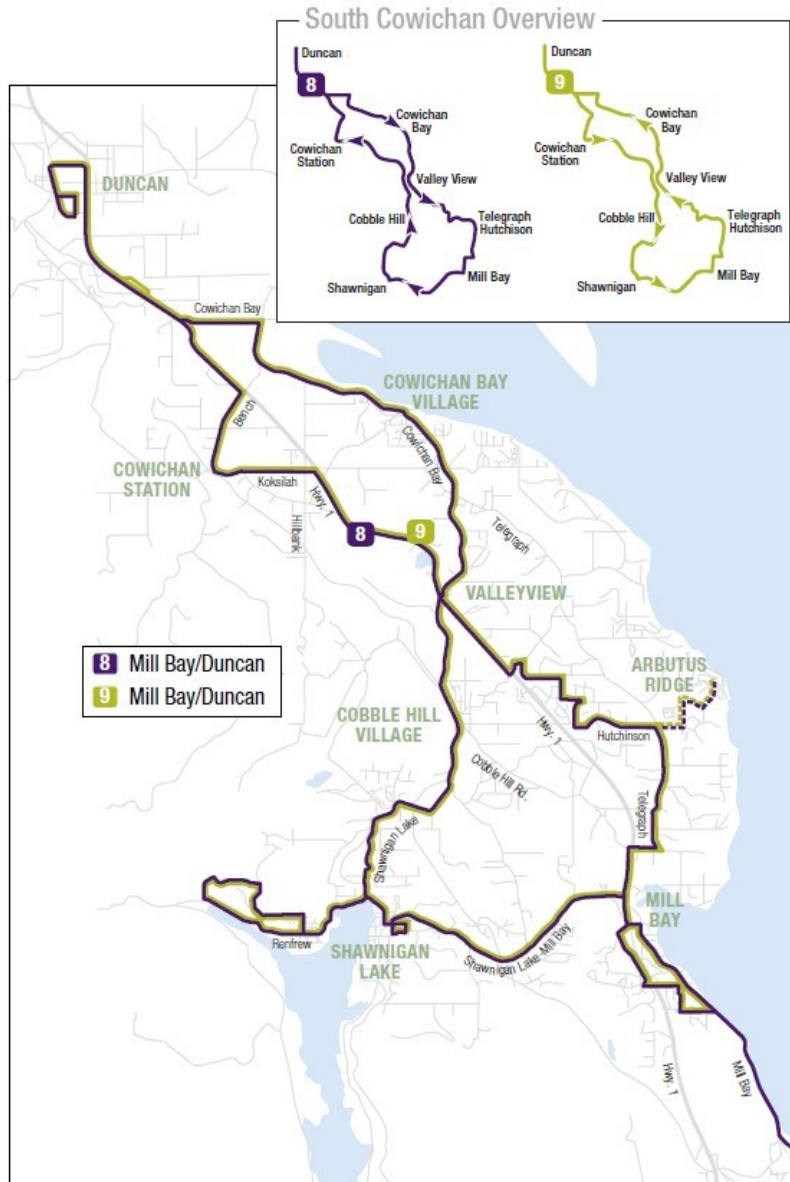 South Cowichan Overview
Duncan
8
Cowichan
Bay
Cowichan
Station
Valley View
Cobble Hill
Telegraph
Hutchison
Shawnigan
Mill Bay
Duncan
9
Cowichan
Bay
Cowichan
Station
Valley View
Cobble Hill
Telegraph
Hutchison
Shawnigan
Mill Bay
DUNCAN
Cowichan Bay
COWICHAN BAY
VILLAGE
Bench
Cowichan Bay
COWICHAN
STATION
Koksilah
Hwy. 1
Hillbank
8
9
Telegraph
VALLEYVIEW
8 Mill Bay/Duncan
9 Mill Bay/Duncan
ARBUTUS
RIDGE
COBBLE HILL
VILLAGE
Hwy. 1
Hutchinson
Cobble Hill Rd.
Telegraph
Shawnigan Lake
MILL
BAY
Renfrew
SHAWNIGAN
LAKE
Shawnigan Lake-Mill Bay
Hwy. 1
Mill Bay